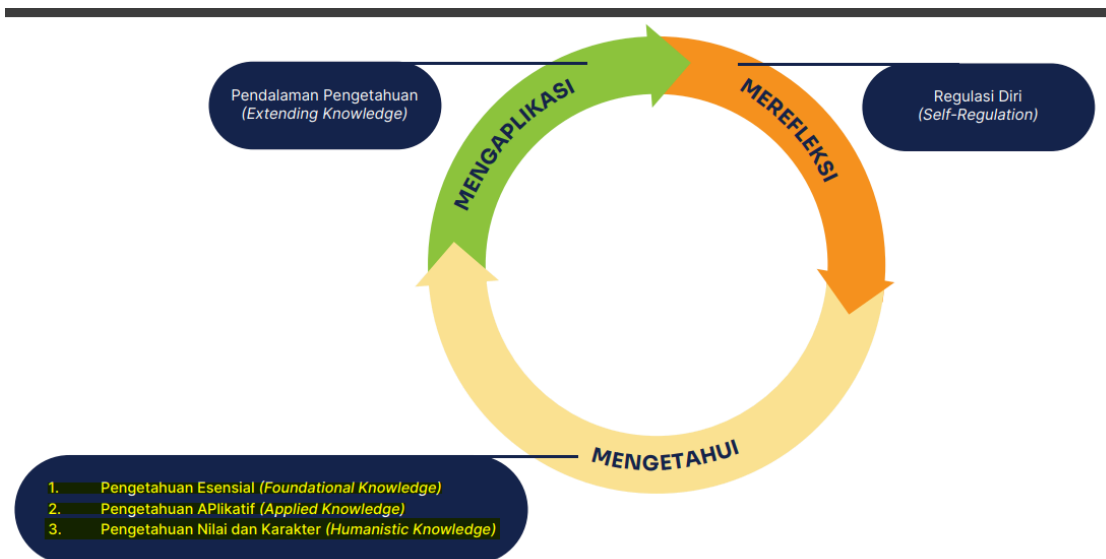 Pendalaman Pengetahuan
(Extending Knowledge)
MENGAPLIKASI
MEREFLEKSI
Regulasi Diri
(Self-Regulation)
MENGETAHUI
1. Pengetahuan Esensial (Foundational Knowledge)
2. Pengetahuan APlikatif (Applied Knowledge)
3. Pengetahuan Nilai dan Karakter (Humanistic Knowledge)